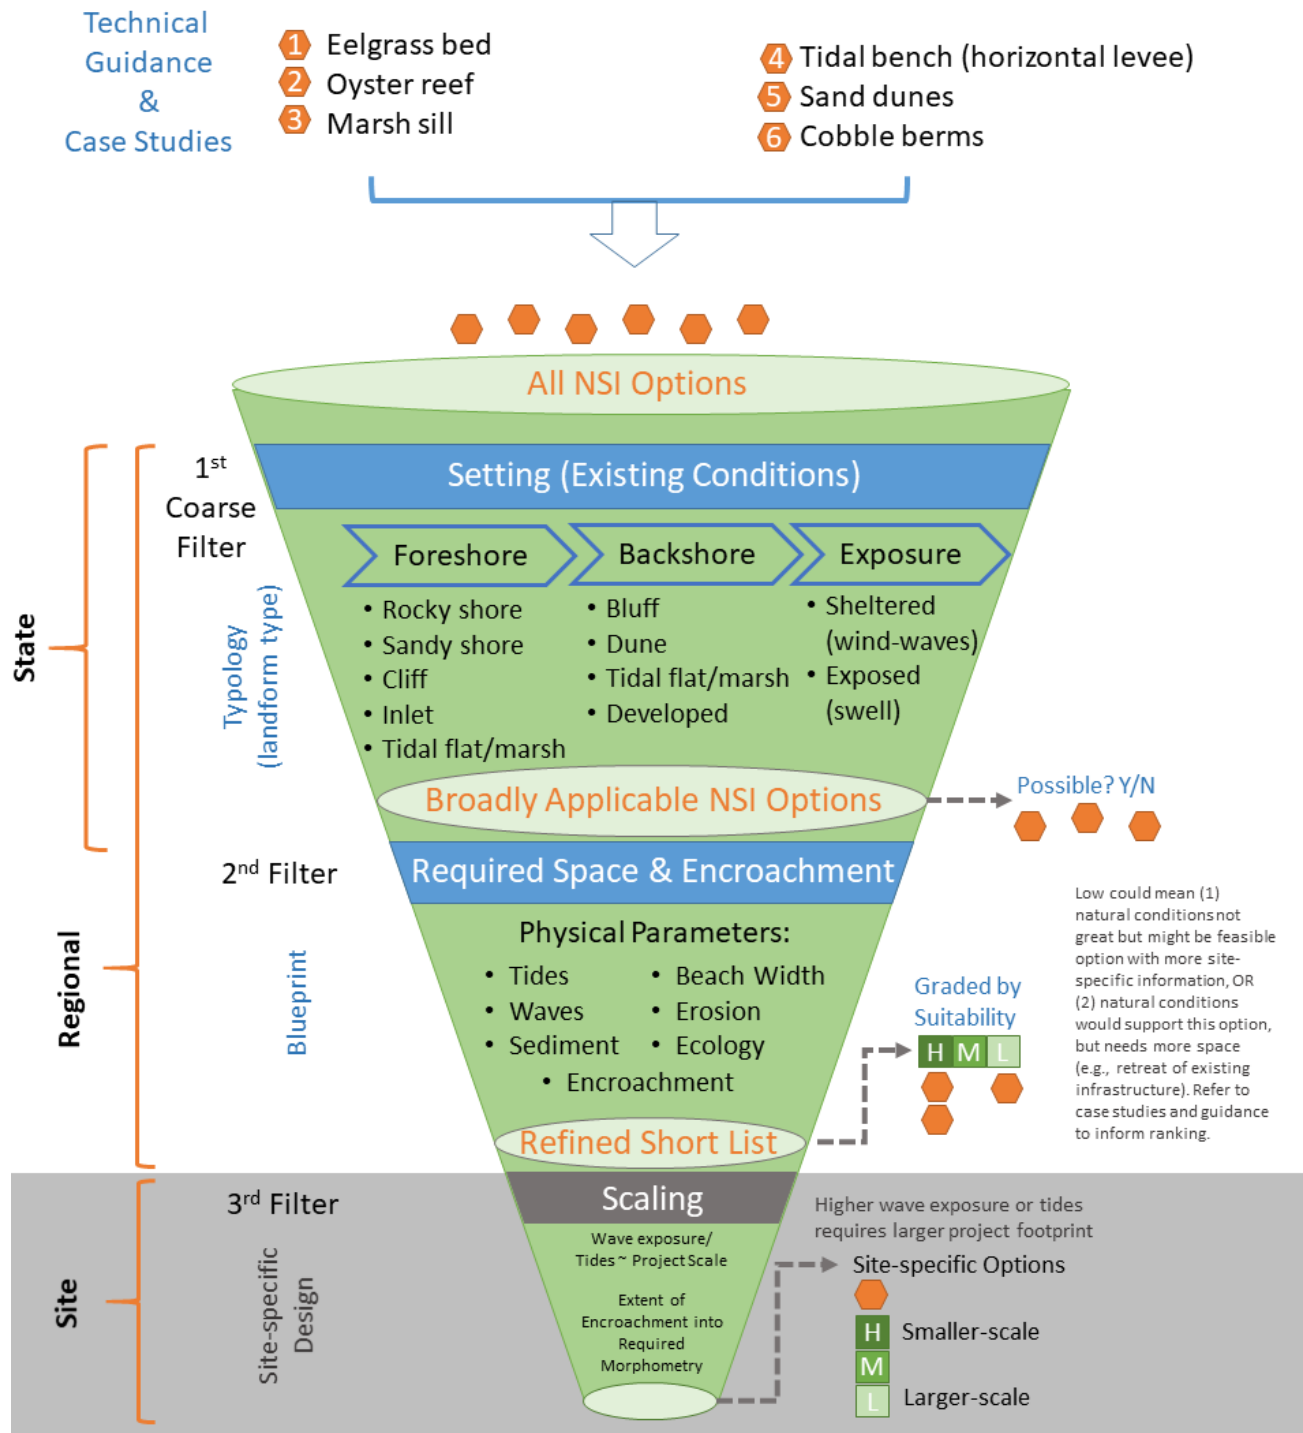 Technical
Guidance
&
Case Studies
1 Eelgrass bed
2 Oyster reef
3 Marsh sill
4 Tidal bench (horizontal levee)
5 Sand dunes
6 Cobble berms
All NSI Options
State
Regional
1st
Coarse
Filter
Typology
(landform type)
Setting (Existing Conditions)
Foreshore
• Rocky shore
• Sandy shore
• Cliff
• Inlet
• Tidal flat/marsh
Backshore
• Bluff
• Dune
• Tidal flat/marsh
• Developed
Exposure
• Sheltered
(wind-waves)
• Exposed
(swell)
Broadly Applicable NSI Options
Possible? Y/N
2nd Filter
Blueprint
Required Space & Encroachment
Physical Parameters:
• Tides
• Waves
• Sediment
• Beach Width
• Erosion
• Ecology
• Encroachment
Refined Short List
Graded by
Suitability
H M L
Low could mean (1)
natural conditions not
great but might be feasible
option with more site-
specific information, OR
(2) natural conditions
would support this option,
but needs more space
(e.g., retreat of existing
infrastructure). Refer to
case studies and guidance
to inform ranking.
Site
3rd Filter
Site-specific
Design
Scaling
Wave exposure/
Tides ~ Project Scale
Extent of
Encroachment into
Required
Morphometry
Higher wave exposure or tides
requires larger project footprint
Site-specific Options
H Smaller-scale
M
L Larger-scale